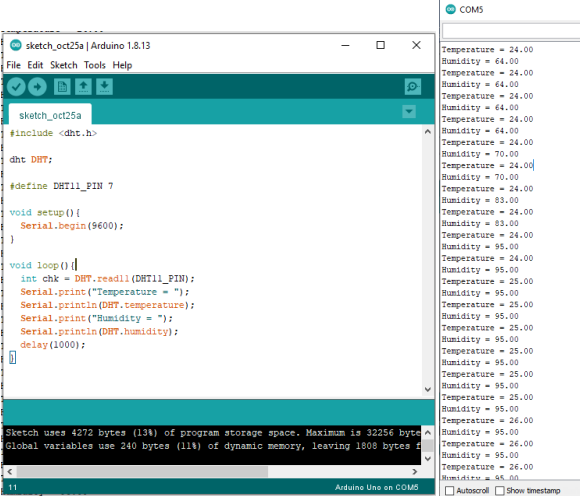 sketch_oct25a | Arduino 1.8.13
File Edit Sketch Tools Help
sketch_oct25a
#include <dht.h>
dht DHT;
#define DHT11_PIN 7
void setup(){
Serial.begin(9600);
}
void loop(){
int chk = DHT.read11(DHT11_PIN);
Serial.print("Temperature = ");
Serial.println(DHT.temperature);
Serial.print("Humidity = ");
Serial.println(DHT.humidity);
delay(1000);
}
Sketch uses 4272 bytes (13%) of program storage space. Maximum is 32256 byte
Global variables use 240 bytes (11%) of dynamic memory, leaving 1808 bytes f
11
Arduino Uno on COM5
COM5
Temperature = 24.00
Humidity = 64.00
Temperature = 24.00
Humidity = 64.00
Temperature = 24.00
Humidity = 64.00
Temperature = 24.00
Humidity = 64.00
Temperature = 24.00
Humidity = 70.00
Temperature = 24.00
Humidity = 70.00
Temperature = 24.00
Humidity = 83.00
Temperature = 24.00
Humidity = 83.00
Temperature = 24.00
Humidity = 95.00
Temperature = 24.00
Humidity = 95.00
Temperature = 25.00
Humidity = 95.00
Temperature = 25.00
Humidity = 95.00
Temperature = 25.00
Humidity = 95.00
Temperature = 25.00
Humidity = 95.00
Temperature = 25.00
Humidity = 95.00
Temperature = 25.00
Humidity = 95.00
Temperature = 26.00
Humidity = 95.00
Temperature = 26.00
Humidity = 95.00
Temperature = 26.00
Humidity = 95.00
Autoscroll Show timestamp